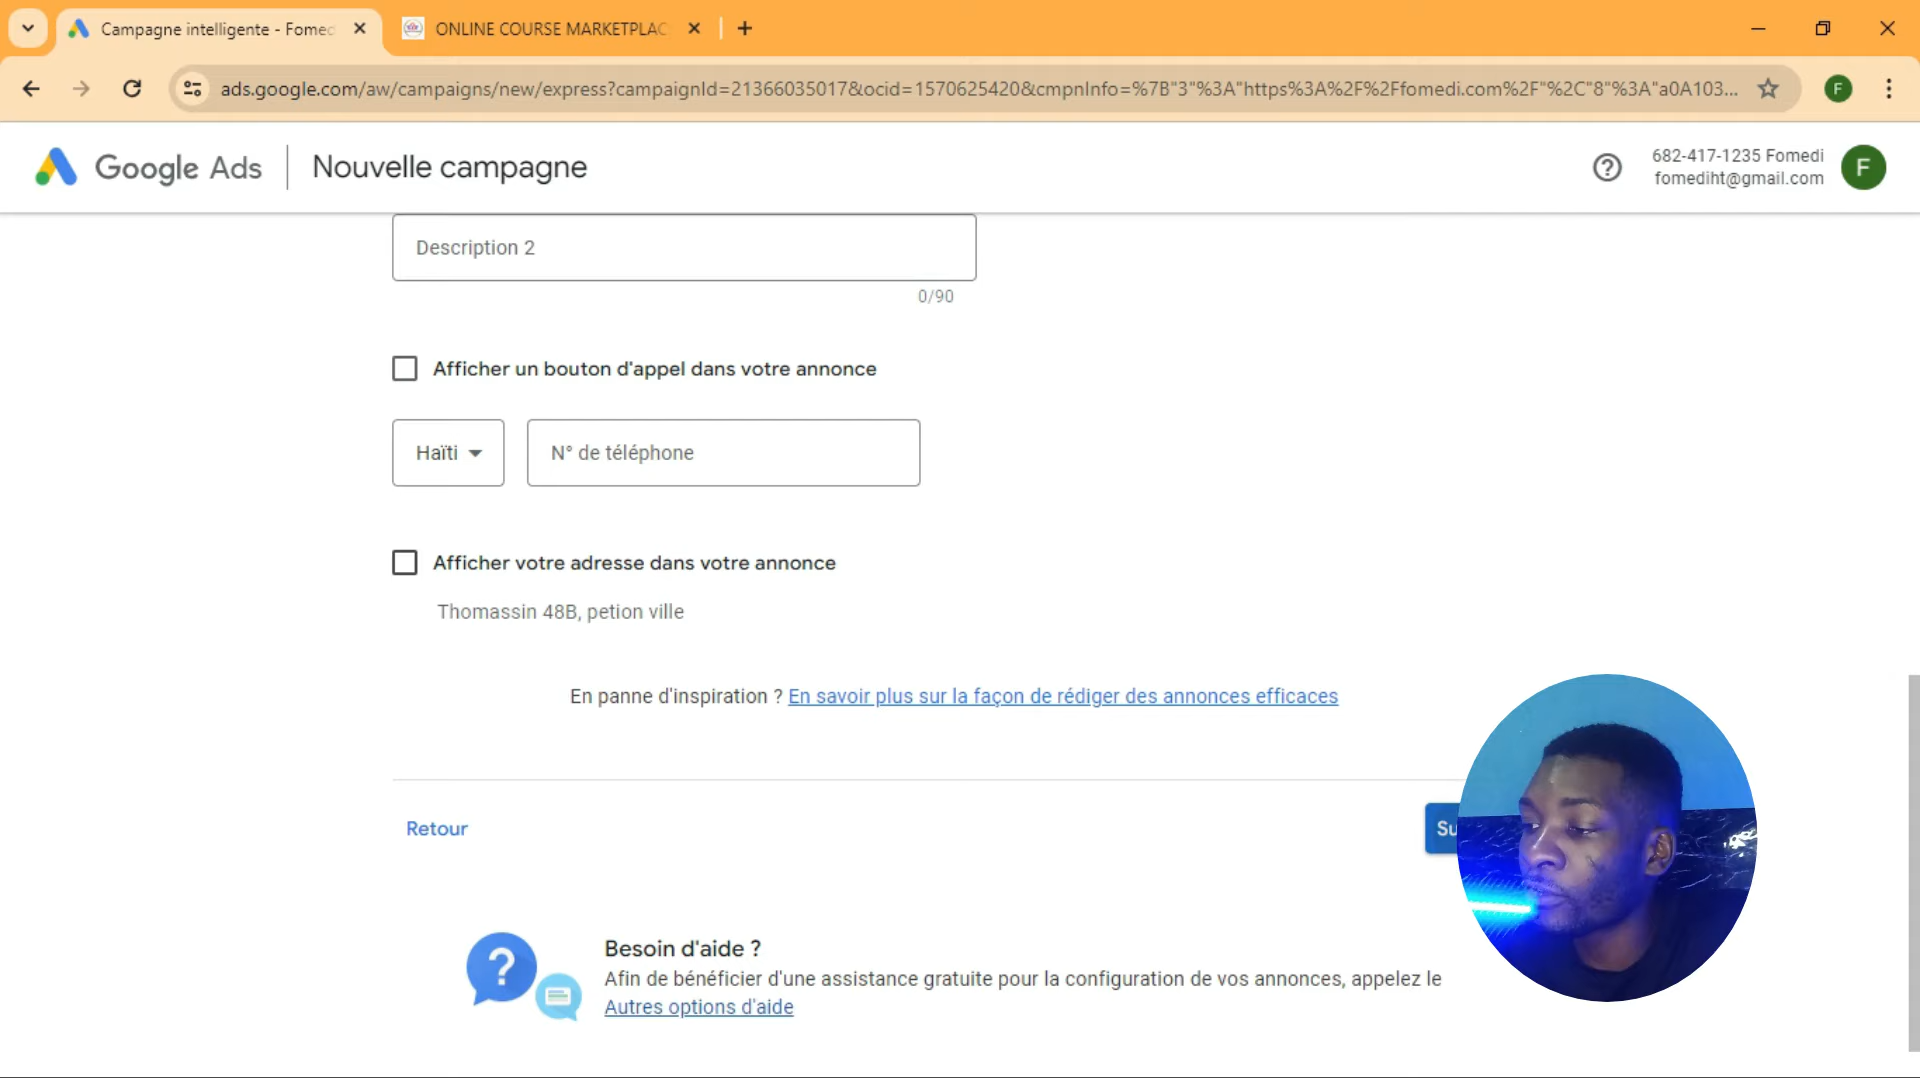 Campagne intelligente - Fomec
ONLINE COURSE MARKETPLAC
ads.google.com/aw/campaigns/new/express?campaignId=21366035017&ocid=1570625420&cmpnInfo=%7B"3"%3A"https%3A%2F%2Ffomedi.com%2F"%2C"8"%3A"a0A103...
F
Google Ads
Nouvelle campagne
682-417-1235 Fomedi
fomediht@gmail.com
F
Description 2
0/90
Afficher un bouton d'appel dans votre annonce
Haïti
N° de téléphone
Afficher votre adresse dans votre annonce
Thomassin 48B, petion ville
En panne d'inspiration ? En savoir plus sur la façon de rédiger des annonces efficaces
Retour
Su
Besoin d'aide ?
Afin de bénéficier d'une assistance gratuite pour la configuration de vos annonces, appelez le
Autres options d'aide